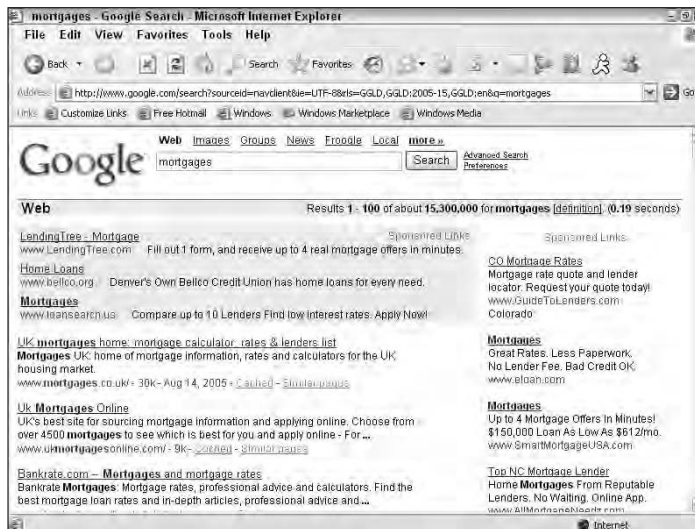 mortgages - Google Search - Microsoft Internet Explorer
File Edit View Favorites Tools Help
Back Search Favorites
Address http://www.google.com/search?sourceid=navclient&ie=UTF-8&rls=GGLD,GGLD:2005-15,GGLD:en&q=mortgages Go
Links Customize Links Free Hotmail Windows Windows Marketplace Windows Media
Google
Web Images Groups News Froogle Local more »
mortgages Search Advanced Search
Preferences
Web Results 1 - 100 of about 15,300,000 for mortgages [definition]. (0.19 seconds)
LendingTree - Mortgage Sponsored Links
www.LendingTree.com Fill out 1 form, and receive up to 4 real mortgage offers in minutes.
Home Loans
www.bellco.org Denver's Own Bellco Credit Union has home loans for every need.
Mortgages
www.loansearch.us Compare up to 10 Lenders Find low interest rates. Apply Now!
UK mortgages home: mortgage calculator, rates & lenders list
Mortgages UK: home of mortgage information, rates and calculators for the UK
housing market.
www.mortgages.co.uk/ - 30k - Aug 14, 2005 - Cached - Similar pages
Uk Mortgages Online
UK's best site for sourcing mortgage information and applying online. Choose from
over 4500 mortgages to see which is best for you and apply online - For ...
www.ukmortgagesonline.com/ - 9k - Cached - Similar pages
Bankrate.com – Mortgages and mortgage rates
Bankrate Mortgages: Mortgage rates, professional advice and calculators. Find the
best mortgage loan rates and in-depth articles, professional advice and ...
Sponsored Links
CO Mortgage Rates
Mortgage rate quote and lender
locator. Request your quote today!
www.GuideToLenders.com
Colorado
Mortgages
Great Rates. Less Paperwork.
No Lender Fee. Bad Credit OK.
www.eloan.com
Mortgages
Up to 4 Mortgage Offers In Minutes!
$150,000 Loan As Low As $612/mo.
www.SmartMortgageUSA.com
Top NC Mortgage Lender
Home Mortgages From Reputable
Lenders. No Waiting. Online App.
www.AllMortgageNeedz.com
Internet